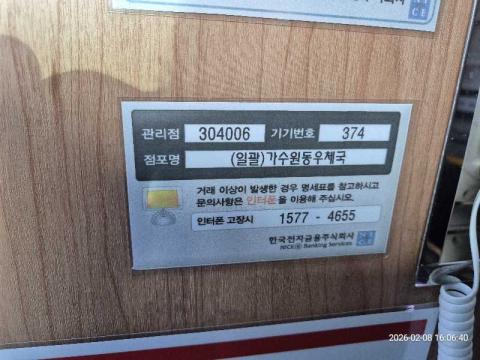 관리점 304006 기기번호 374
점포명 (일괄)가수원동우체국
거래 이상이 발생한 경우 명세표를 참고하시고
문의사항은 인터폰을 이용해 주십시오.
인터폰 고장시 1577 - 4655
한국전자금융주식회사
NICE Banking Services
NICE
2026-02-08 16:06:40